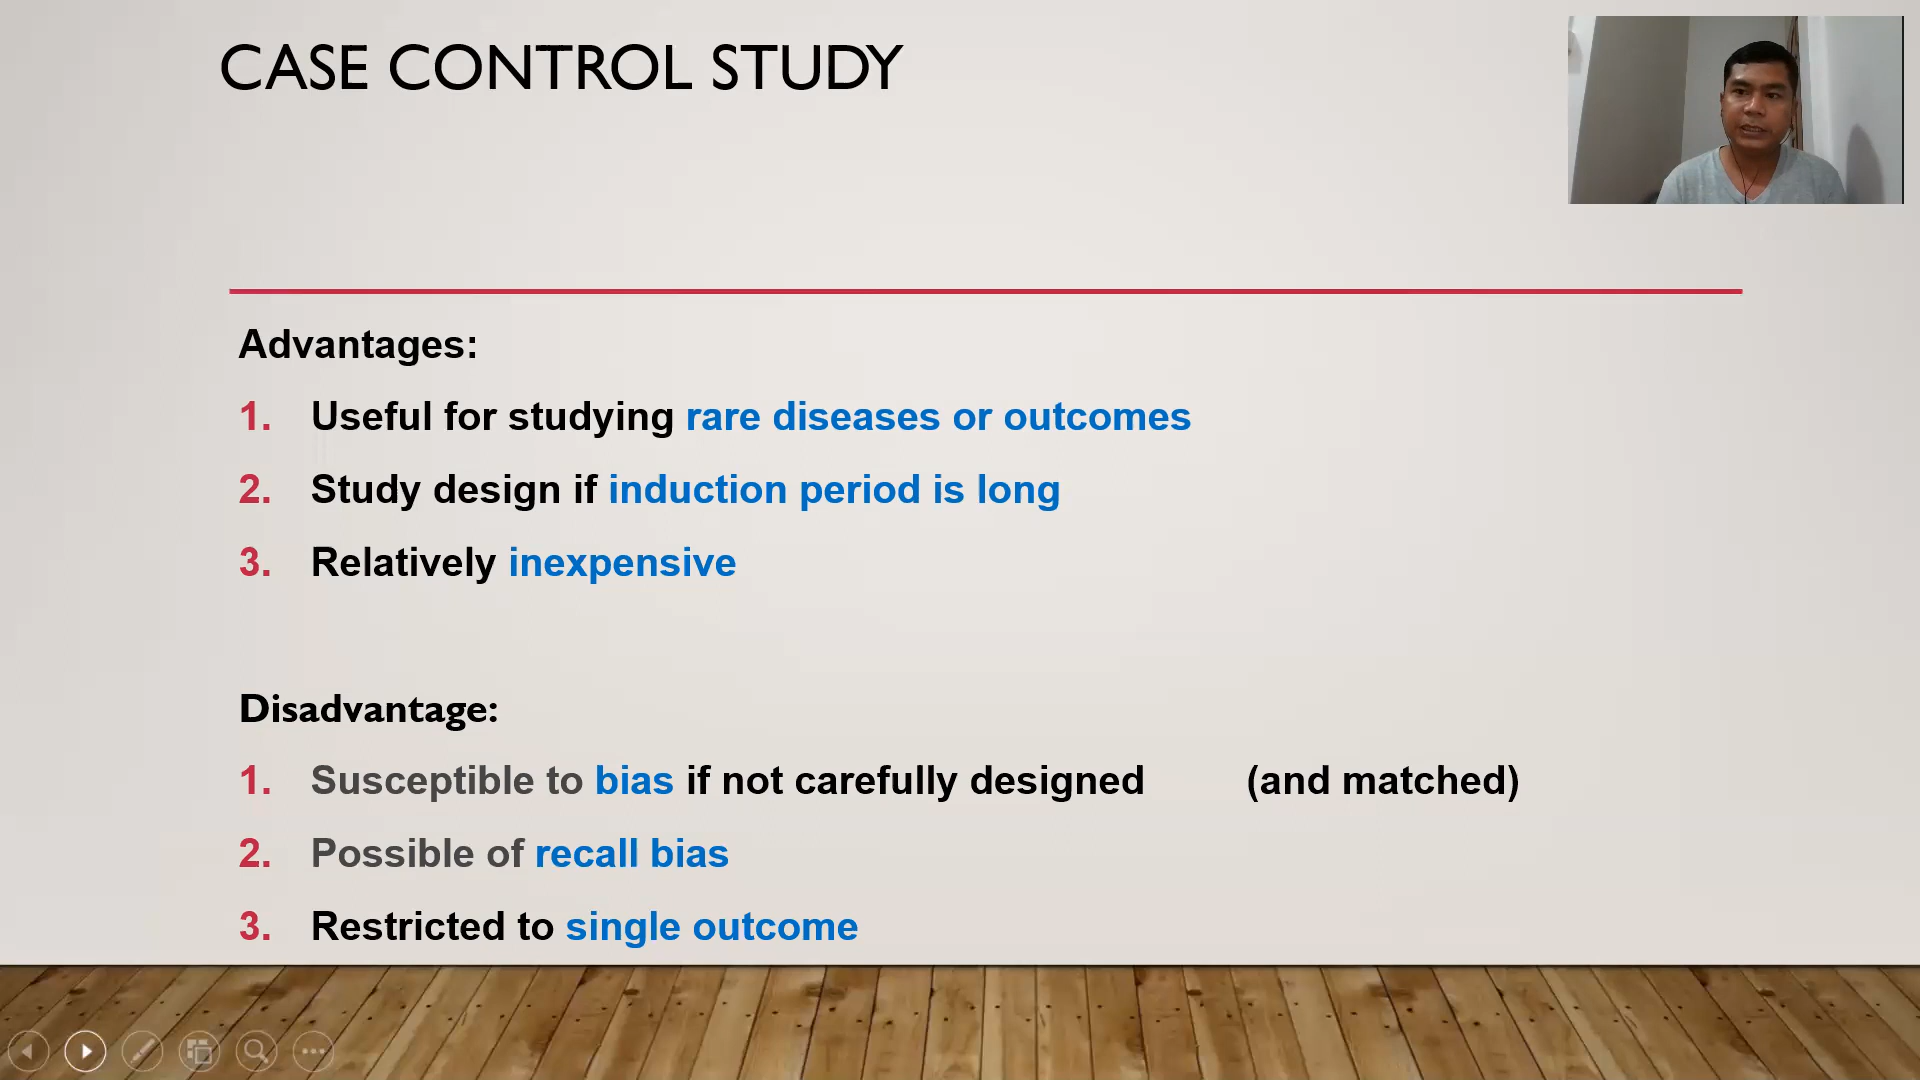 CASE CONTROL STUDY
Advantages:
1. Useful for studying rare diseases or outcomes
2. Study design if induction period is long
3. Relatively inexpensive
Disadvantage:
1. Susceptible to bias if not carefully designed (and matched)
2. Possible of recall bias
3. Restricted to single outcome